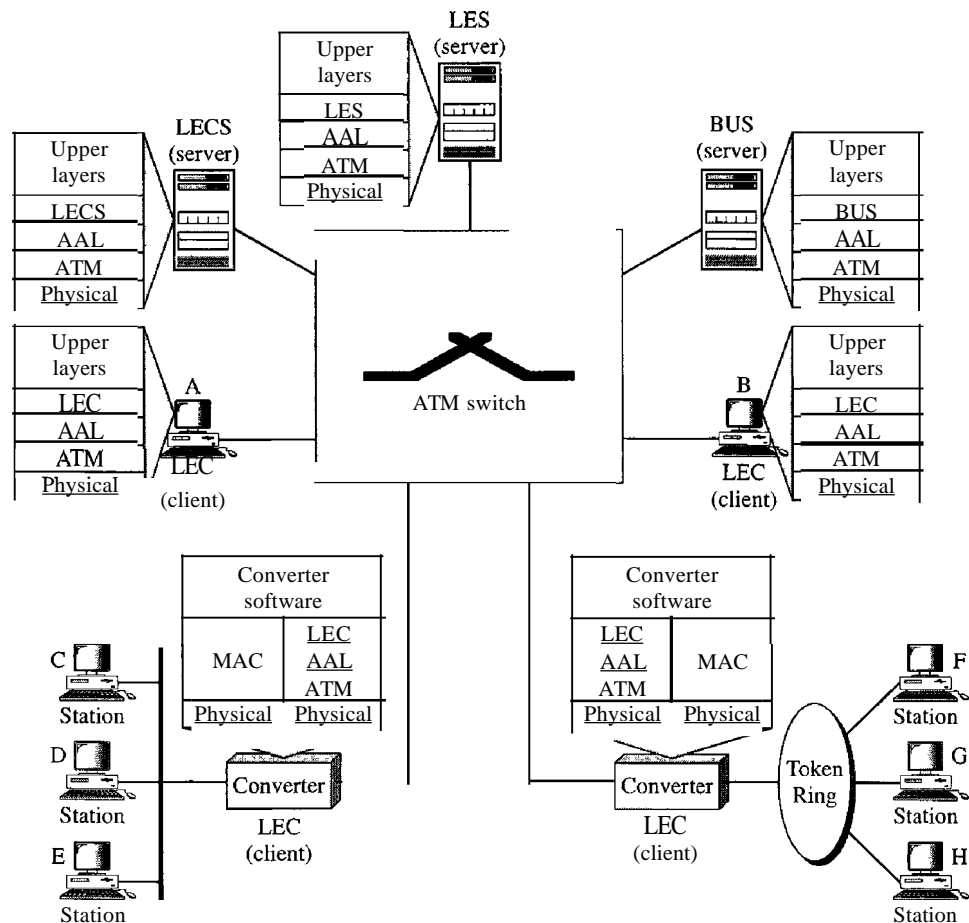 LES
(server)
Upper
layers
LES
AAL
ATM
Physical
LECS
(server)
Upper
layers
LECS
AAL
ATM
Physical
BUS
(server)
Upper
layers
BUS
AAL
ATM
Physical
Upper
layers
LEC
AAL
ATM
Physical
A
LEC
(client)
ATM switch
B
LEC
(client)
Upper
layers
LEC
AAL
ATM
Physical
Converter
software
MAC
LEC
AAL
ATM
Physical
Physical
Converter
software
LEC
AAL
ATM
MAC
Physical
Physical
C
Station
D
Station
E
Station
Converter
LEC
(client)
Converter
LEC
(client)
Token
Ring
F
Station
G
Station
H
Station